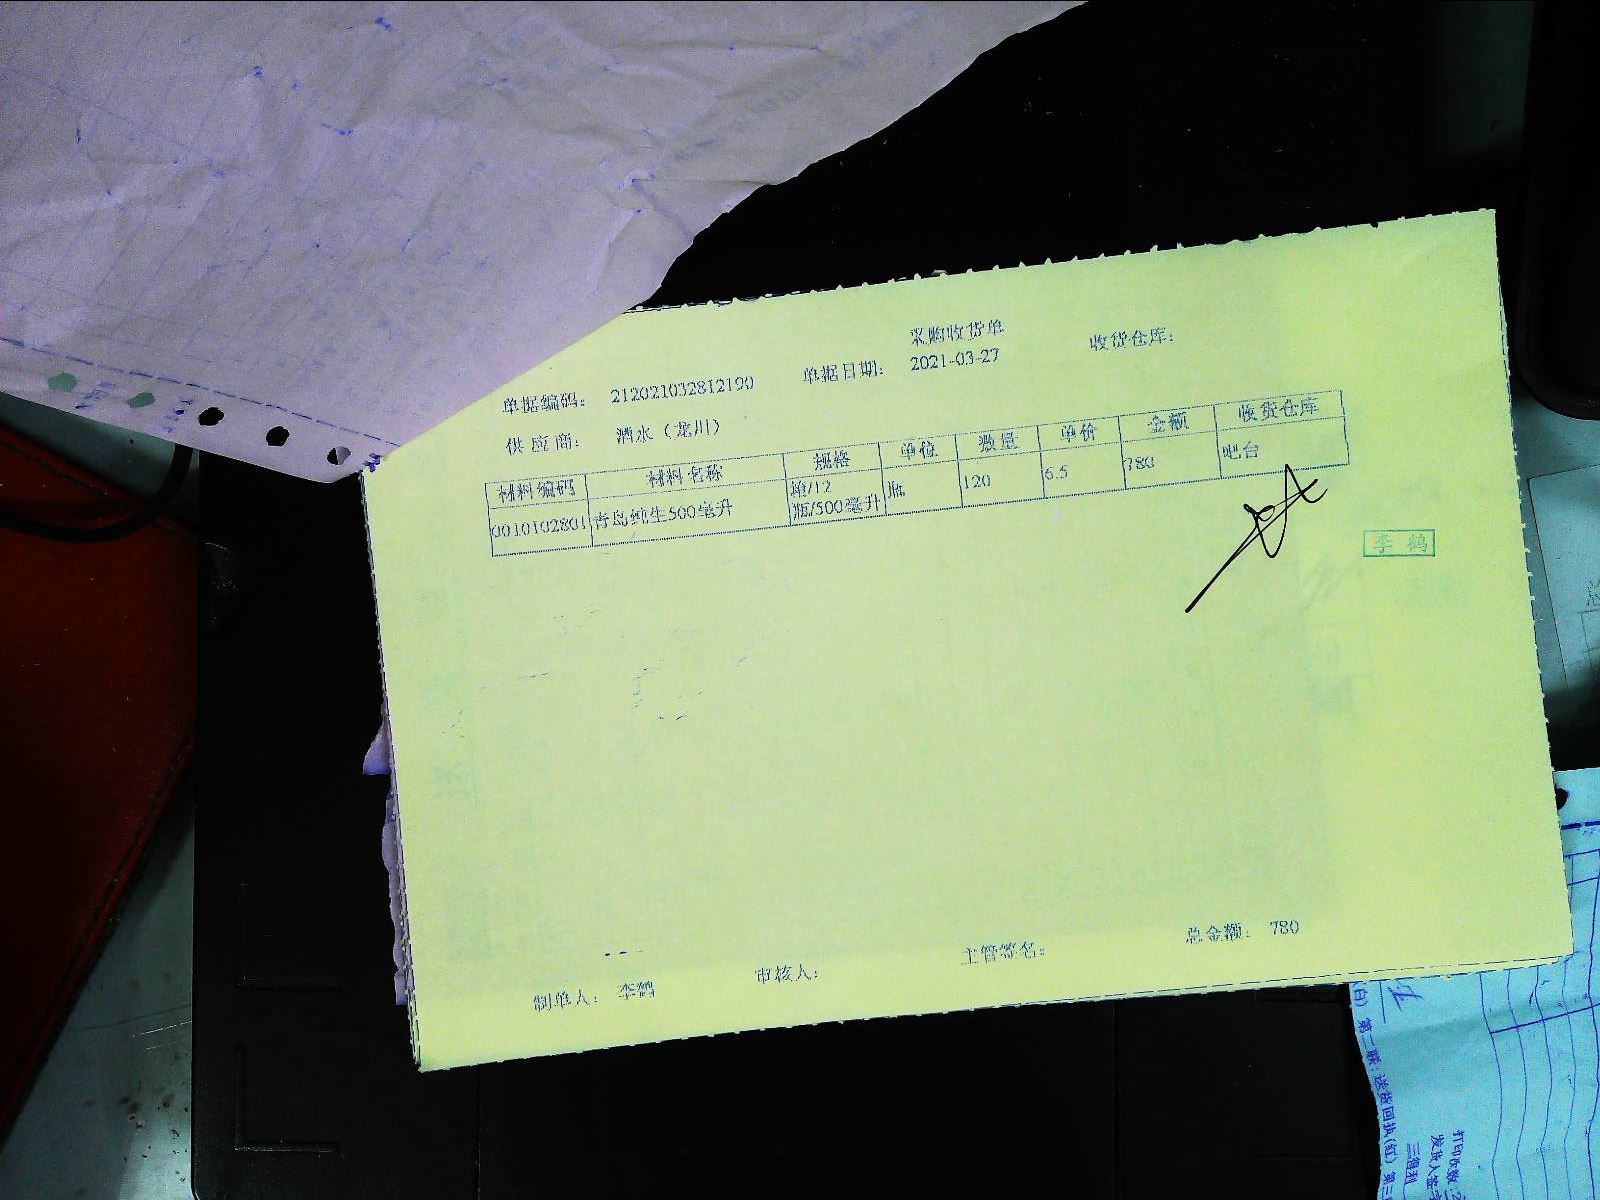 采购收货单
单据编码： 212021032812190 单据日期： 2021-03-27 收货仓库：
供应商： 酒水（龙川）
材料编码 材料名称 规格 单位 数量 单价 金额 收货仓库
0010102801 青岛纯生500毫升 箱/12瓶/500毫升 瓶 120 6.5 780 吧台
李鹤
制单人： 李鹤 审核人： 主管签名： 总金额： 780